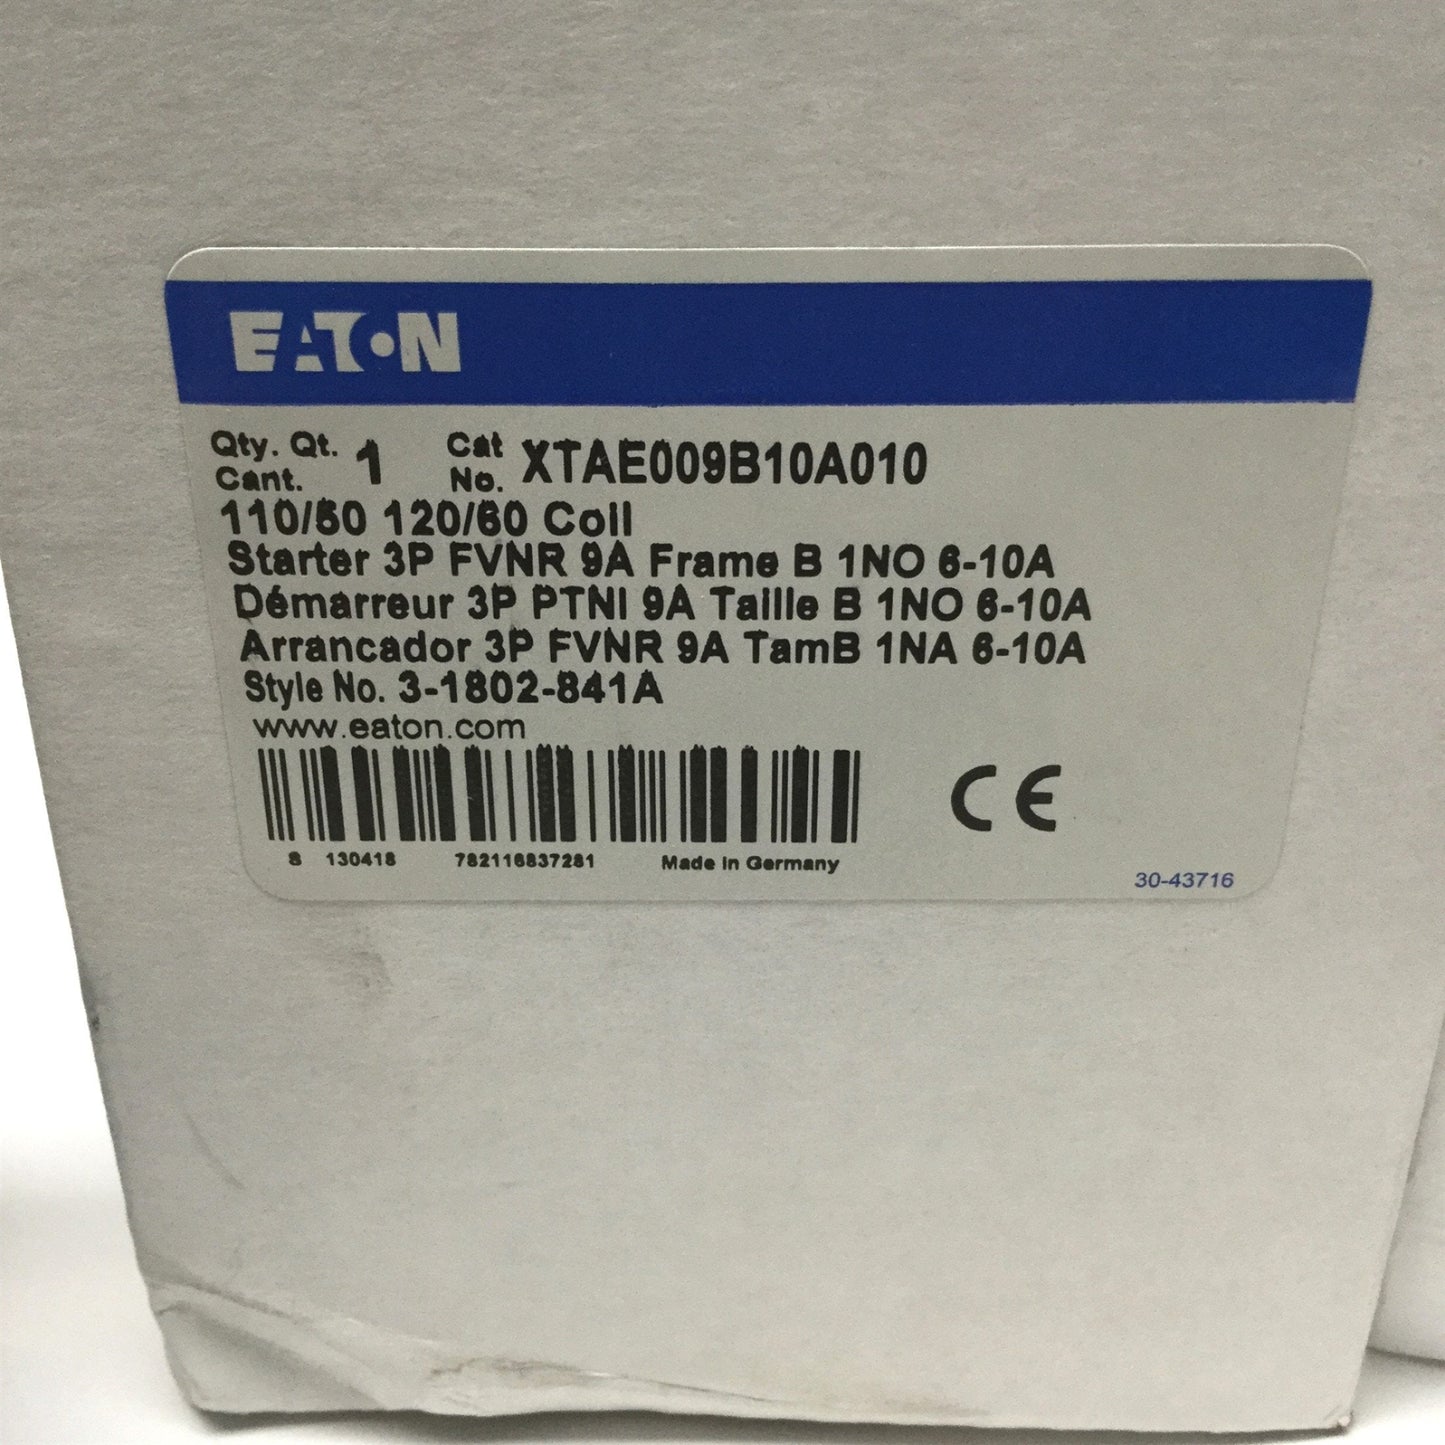 EATON
Qty. Qt. Cant. 1 Cat No. XTAE009B10A010
110/50 120/60 Coil
Starter 3P FVNR 9A Frame B 1NO 6-10A
Démarreur 3P PTNI 9A Taille B 1NO 6-10A
Arrancador 3P FVNR 9A TamB 1NA 6-10A
Style No. 3-1802-841A
www.eaton.com
CE
S 130418 782116837281 Made in Germany
30-43716